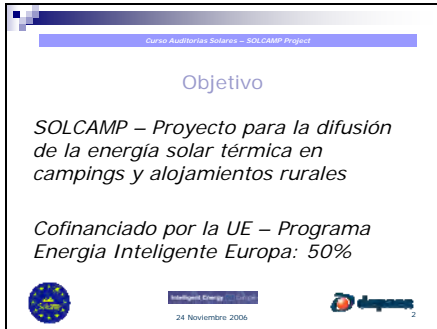 Curso Auditorias Solares – SOLCAMP Project
Objetivo
SOLCAMP – Proyecto para la difusión
de la energía solar térmica en
campings y alojamientos rurales
Cofinanciado por la UE – Programa
Energia Inteligente Europa: 50%
Intelligent Energy
24 Noviembre 2006
2